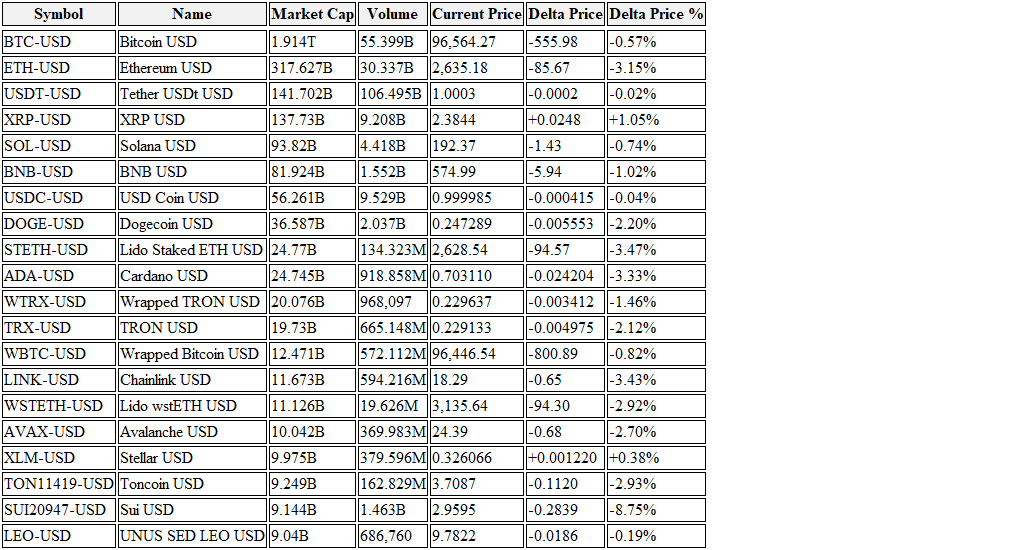 Symbol Name Market Cap Volume Current Price Delta Price Delta Price %
BTC-USD Bitcoin USD 1.914T 55.399B 96,564.27 -555.98 -0.57%
ETH-USD Ethereum USD 317.627B 30.337B 2,635.18 -85.67 -3.15%
USDT-USD Tether USDt USD 141.702B 106.495B 1.0003 -0.0002 -0.02%
XRP-USD XRP USD 137.73B 9.208B 2.3844 +0.0248 +1.05%
SOL-USD Solana USD 93.82B 4.418B 192.37 -1.43 -0.74%
BNB-USD BNB USD 81.924B 1.552B 574.99 -5.94 -1.02%
USDC-USD USD Coin USD 56.261B 9.529B 0.999985 -0.000415 -0.04%
DOGE-USD Dogecoin USD 36.587B 2.037B 0.247289 -0.005553 -2.20%
STETH-USD Lido Staked ETH USD 24.77B 134.323M 2,628.54 -94.57 -3.47%
ADA-USD Cardano USD 24.745B 918.858M 0.703110 -0.024204 -3.33%
WTRX-USD Wrapped TRON USD 20.076B 968,097 0.229637 -0.003412 -1.46%
TRX-USD TRON USD 19.73B 665.148M 0.229133 -0.004975 -2.12%
WBTC-USD Wrapped Bitcoin USD 12.471B 572.112M 96,446.54 -800.89 -0.82%
LINK-USD Chainlink USD 11.673B 594.216M 18.29 -0.65 -3.43%
WSTETH-USD Lido wstETH USD 11.126B 19.626M 3,135.64 -94.30 -2.92%
AVAX-USD Avalanche USD 10.042B 369.983M 24.39 -0.68 -2.70%
XLM-USD Stellar USD 9.975B 379.596M 0.326066 +0.001220 +0.38%
TON11419-USD Toncoin USD 9.249B 162.829M 3.7087 -0.1120 -2.93%
SUI20947-USD Sui USD 9.144B 1.463B 2.9595 -0.2839 -8.75%
LEO-USD UNUS SED LEO USD 9.04B 686,760 9.7822 -0.0186 -0.19%